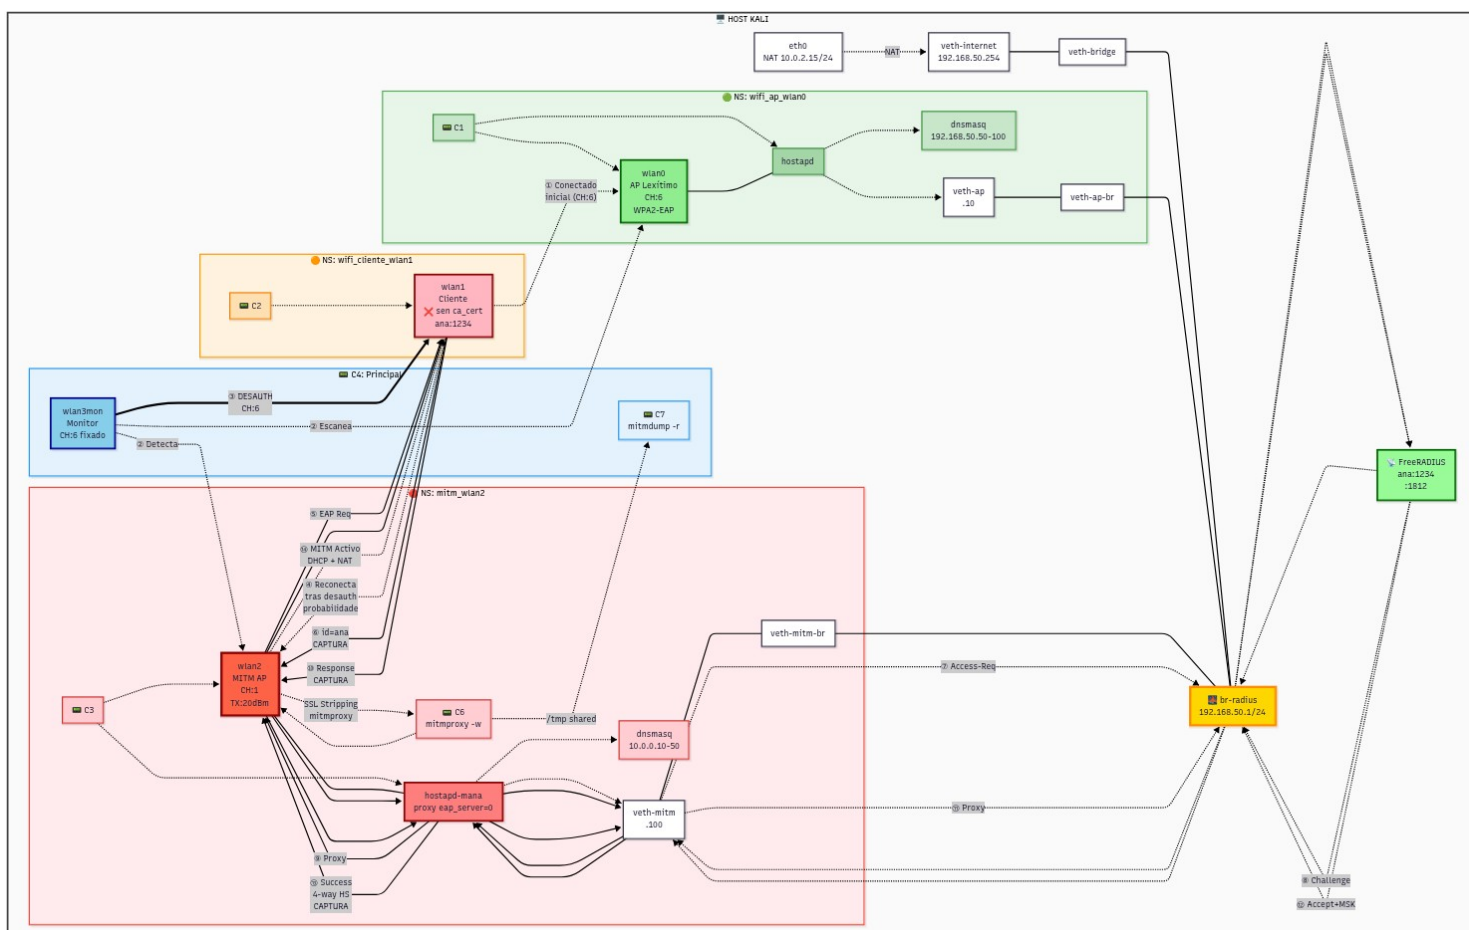 HOST KALI
eth0
NAT 10.0.2.15/24
NAT
veth-internet
192.168.50.254
veth-bridge
NS: wifi_ap_wlan0
C1
dnsmasq
192.168.50.50-100
hostapd
wlan0
AP Lexítimo
CH:6
WPA2-EAP
① Conectado
inicial (CH:6)
veth-ap
.10
veth-ap-br
NS: wifi_cliente_wlan1
C2
wlan1
Cliente
❌ sen ca_cert
ana:1234
C4: Principal
wlan3mon
Monitor
CH:6 fixado
③ DESAUTH
CH:6
② Escanea
② Detecta
C7
mitmdump -r
FreeRADIUS
ana:1234
:1812
NS: mitm_wlan2
⑤ EAP Req
⑭ MITM Activo
DHCP + NAT
④ Reconecta
tras desauth
probabilidade
⑥ id=ana
CAPTURA
⑩ Response
CAPTURA
veth-mitm-br
⑦ Access-Req
wlan2
MITM AP
CH:1
TX:20dBm
C3
SSL Stripping
mitmproxy
C6
mitmproxy -w
/tmp shared
dnsmasq
10.0.0.10-50
br-radius
192.168.50.1/24
hostapd-mana
proxy eap_server=0
veth-mitm
.100
⑪ Proxy
⑨ Proxy
⑬ Success
4-way HS
CAPTURA
⑧ Challenge
⑫ Accept+MSK